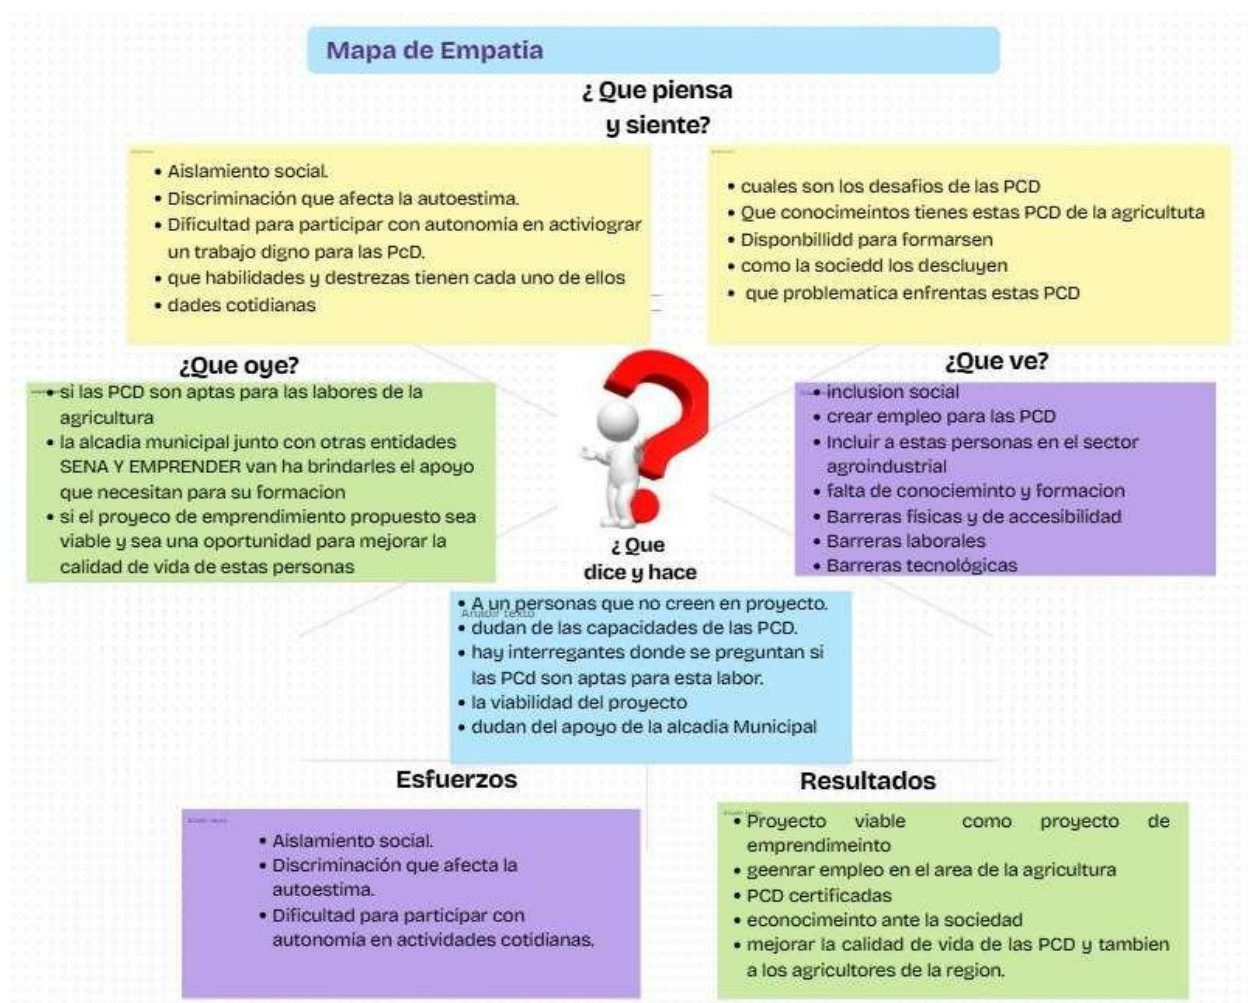 Mapa de Empatia
¿ Que piensa
y siente?
• Aislamiento social.
• Discriminación que afecta la autoestima.
• Dificultad para participar con autonomía en activiograr
un trabajo digno para las PcD.
• que habilidades y destrezas tienen cada uno de ellos
• dades cotidianas
• cuales son los desafios de las PCD
• Que conocimeintos tienes estas PCD de la agricultuta
• Disponbillidd para formarsen
• como la sociedd los descluyen
• que problematica enfrentas estas PCD
¿Que oye?
• si las PCD son aptas para las labores de la
agricultura
• la alcadia municipal junto con otras entidades
SENA Y EMPRENDER van ha brindarles el apoyo
que necesitan para su formacion
• si el proyeco de emprendimiento propuesto sea
viable y sea una oportunidad para mejorar la
calidad de vida de estas personas
¿Que ve?
• inclusion social
• crear empleo para las PCD
• Incluir a estas personas en el sector
agroindustrial
• falta de conocieminto y formacion
• Barreras físicas y de accesibilidad
• Barreras laborales
• Barreras tecnológicas
¿ Que
dice y hace
• A un personas que no creen en proyecto.
Añadir texto
• dudan de las capacidades de las PCD.
• hay interregantes donde se preguntan si
las PCd son aptas para esta labor.
• la viabilidad del proyecto
• dudan del apoyo de la alcadia Municipal
Esfuerzos
• Aislamiento social.
• Discriminación que afecta la
autoestima.
• Dificultad para participar con
autonomía en actividades cotidianas.
Resultados
• Proyecto viable como proyecto de
emprendimeinto
• geenrar empleo en el area de la agricultura
• PCD certificadas
• econocimeinto ante la sociedad
• mejorar la calidad de vida de las PCD y tambien
a los agricultores de la region.